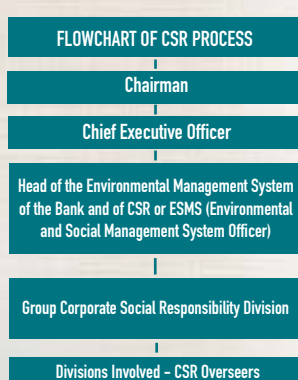 FLOWCHART OF CSR PROCESS
Chairman
Chief Executive Officer
Head of the Environmental Management System
of the Bank and of CSR or ESMS (Environmental
and Social Management System Officer)
Group Corporate Social Responsibility Division
Divisions Involved – CSR Overseers